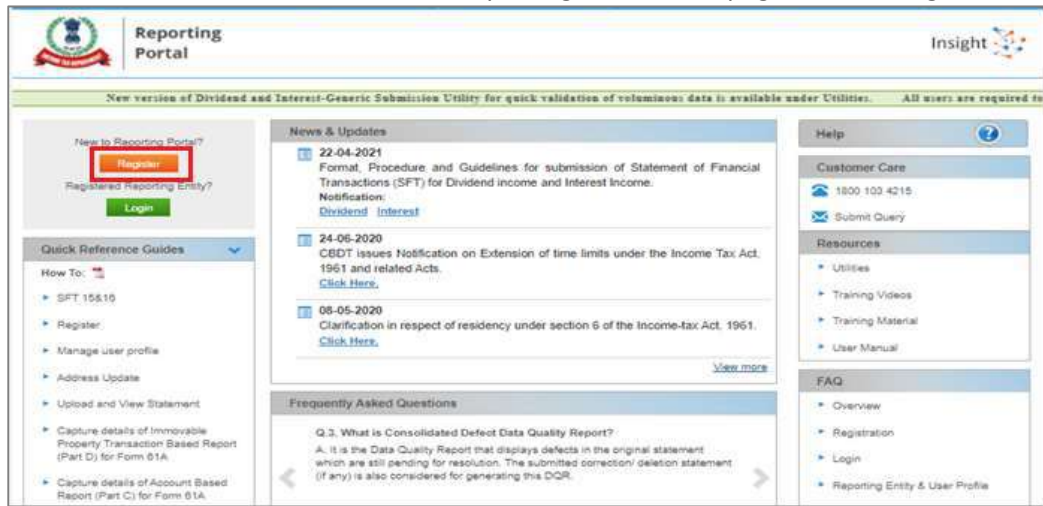 Reporting
Portal
Insight
New version of Dividend and Interest-Generic Submission Utility for quick validation of voluminous data is available under Utilities. All users are required to
New to Reporting Portal?
Register
Registered Reporting Entity?
Login
Quick Reference Guides
How To:
SFT 15&16
Register
Manage user profile
Address Update
Upload and View Statement
Capture details of Immovable
Property Transaction Based Report
(Part D) for Form 61A
Capture details of Account Based
Report (Part C) for Form 61A
News & Updates
22-04-2021
Format, Procedure and Guidelines for submission of Statement of Financial
Transactions (SFT) for Dividend income and Interest Income.
Notification:
Dividend Interest
24-06-2020
CBDT issues Notification on Extension of time limits under the Income Tax Act,
1961 and related Acts.
Click Here.
08-05-2020
Clarification in respect of residency under section 6 of the Income-tax Act, 1961.
Click Here.
View more
Frequently Asked Questions
Q.3. What is Consolidated Defect Data Quality Report?
A. It is the Data Quality Report that displays defects in the original statement
which are still pending for resolution. The submitted correction/ deletion statement
(if any) is also considered for generating this DQR.
Help
Customer Care
1800 103 4215
Submit Query
Resources
Utilities
Training Videos
Training Material
User Manual
FAQ
Overview
Registration
Login
Reporting Entity & User Profile